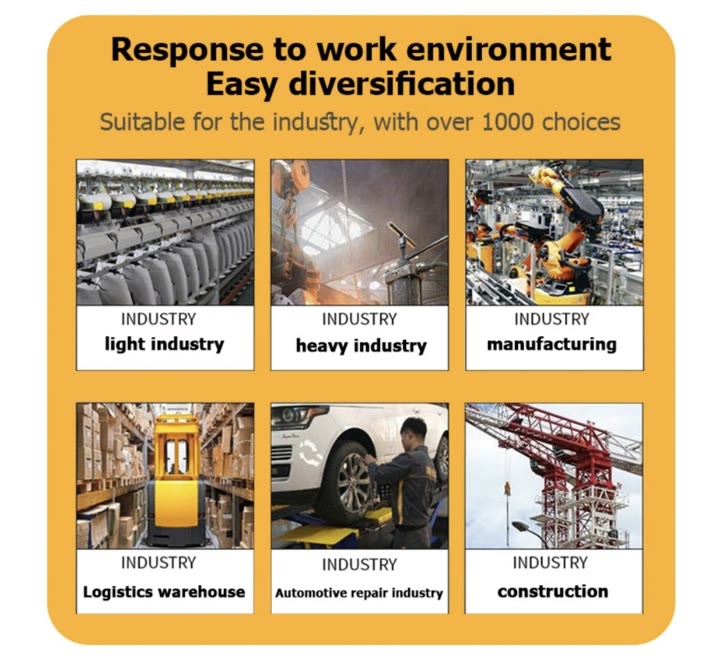 Response to work environment
Easy diversification
Suitable for the industry, with over 1000 choices
INDUSTRY
light industry
INDUSTRY
heavy industry
INDUSTRY
manufacturing
INDUSTRY
Logistics warehouse
INDUSTRY
Automotive repair industry
INDUSTRY
construction